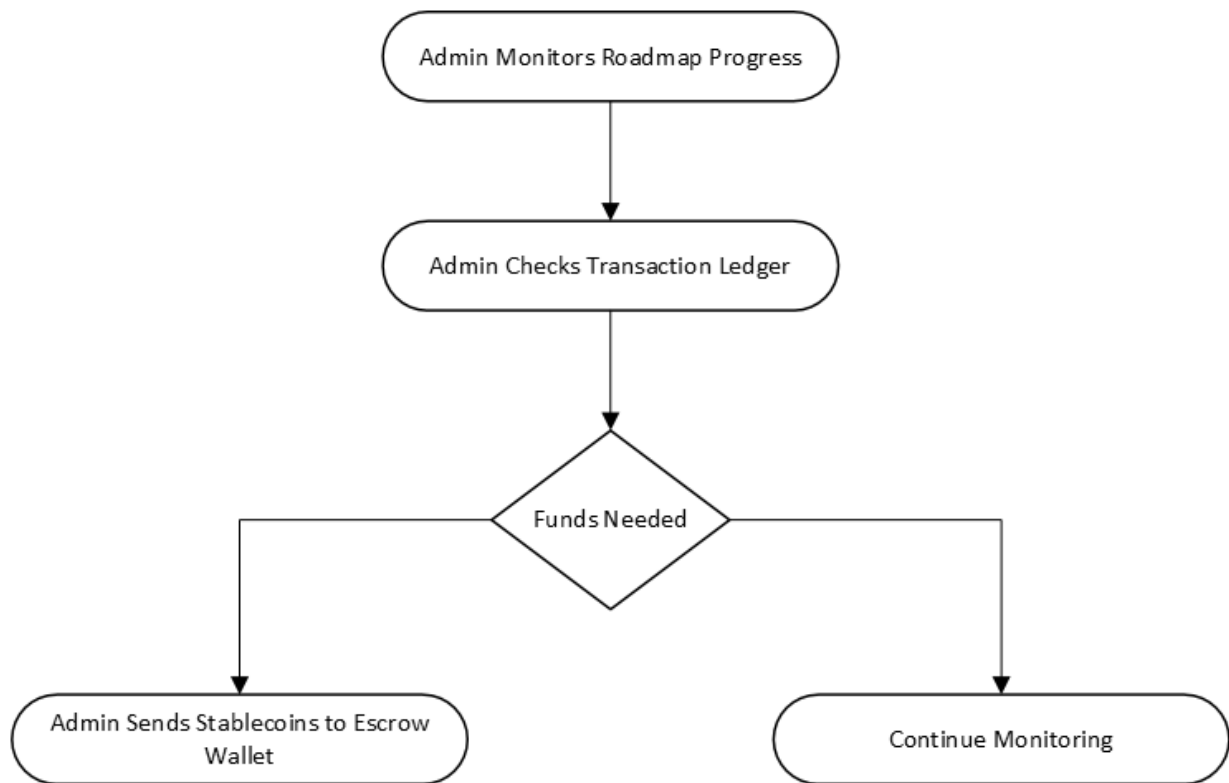 Admin Monitors Roadmap Progress
Admin Checks Transaction Ledger
Funds Needed
Admin Sends Stablecoins to Escrow
Wallet
Continue Monitoring